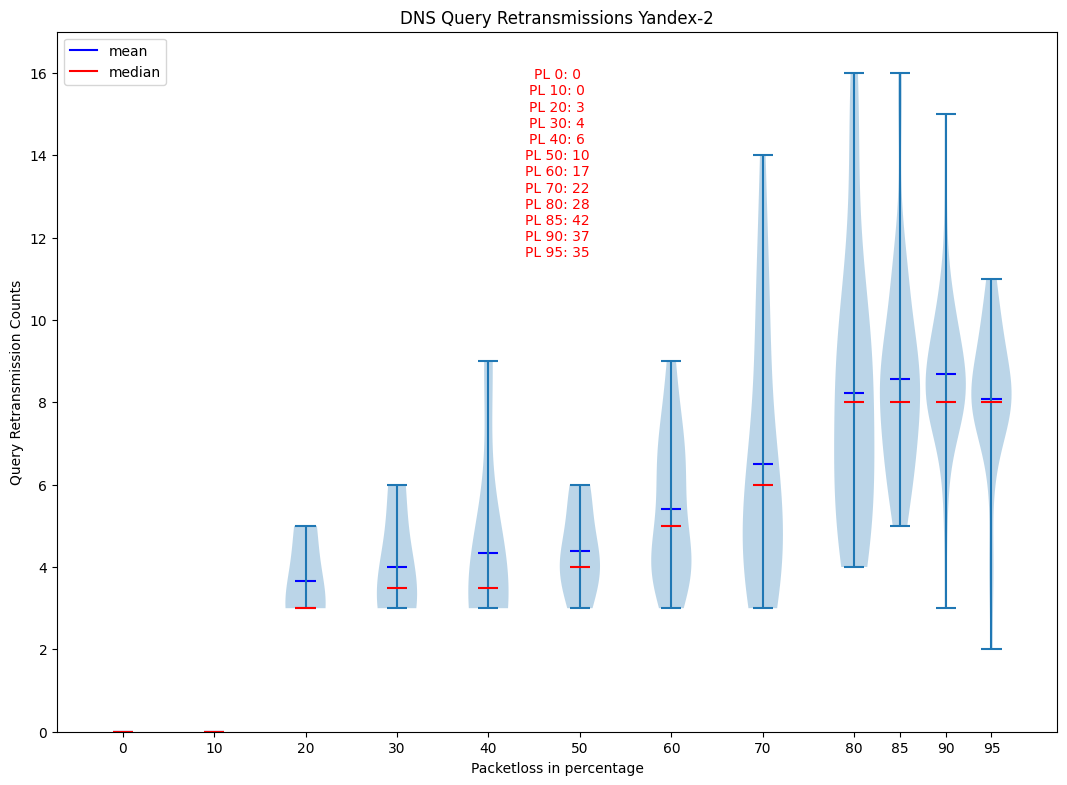 DNS Query Retransmissions Yandex-2
mean
median
PL 0: 0
PL 10: 0
PL 20: 3
PL 30: 4
PL 40: 6
PL 50: 10
PL 60: 17
PL 70: 22
PL 80: 28
PL 85: 42
PL 90: 37
PL 95: 35
Query Retransmission Counts
16
14
12
10
8
6
4
2
0
0 10 20 30 40 50 60 70 80 85 90 95
Packetloss in percentage